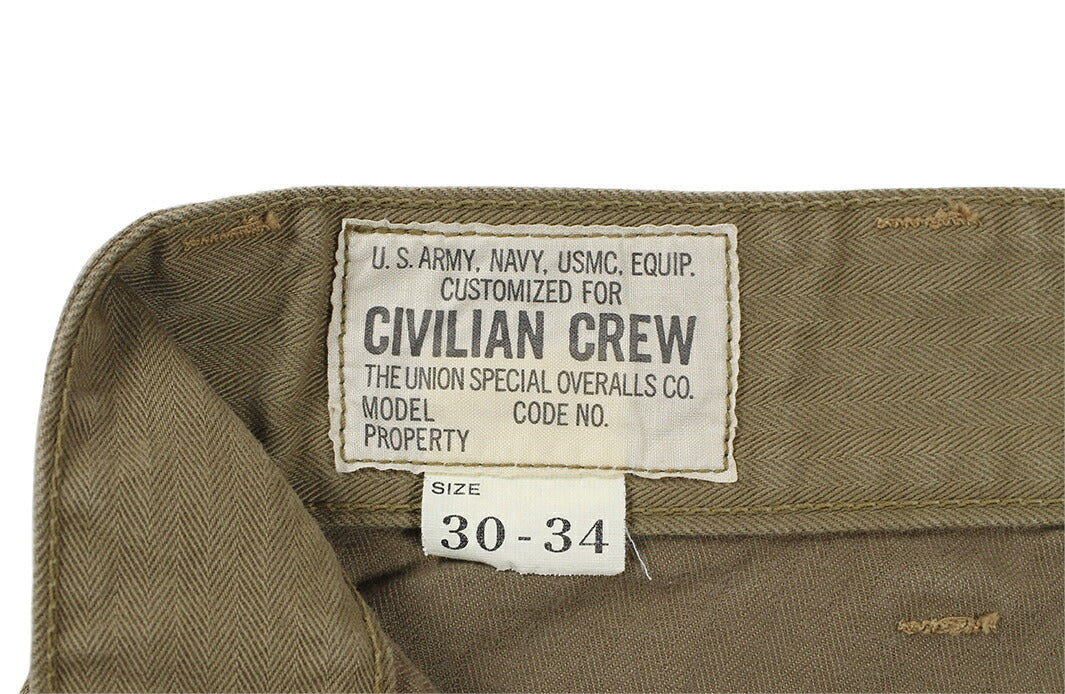 U. S. ARMY, NAVY, USMC, EQUIP.
CUSTOMIZED FOR
CIVILIAN CREW
THE UNION SPECIAL OVERALLS CO.
MODEL CODE NO.
PROPERTY
SIZE
30 - 34